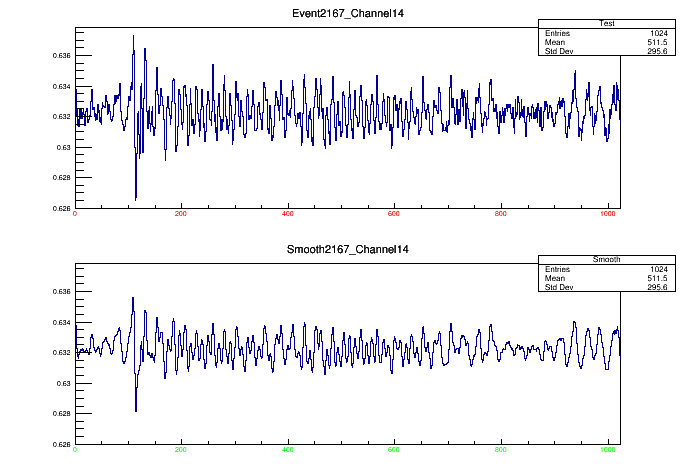 Event2167_Channel14
Test
Entries 1024
Mean 511.5
Std Dev 295.6
0.636
0.634
0.632
0.63
0.628
0.626
0 200 400 600 800 1000
Smooth2167_Channel14
Smooth
Entries 1024
Mean 511.5
Std Dev 295.6
0.636
0.634
0.632
0.63
0.628
0.626
0 200 400 600 800 1000